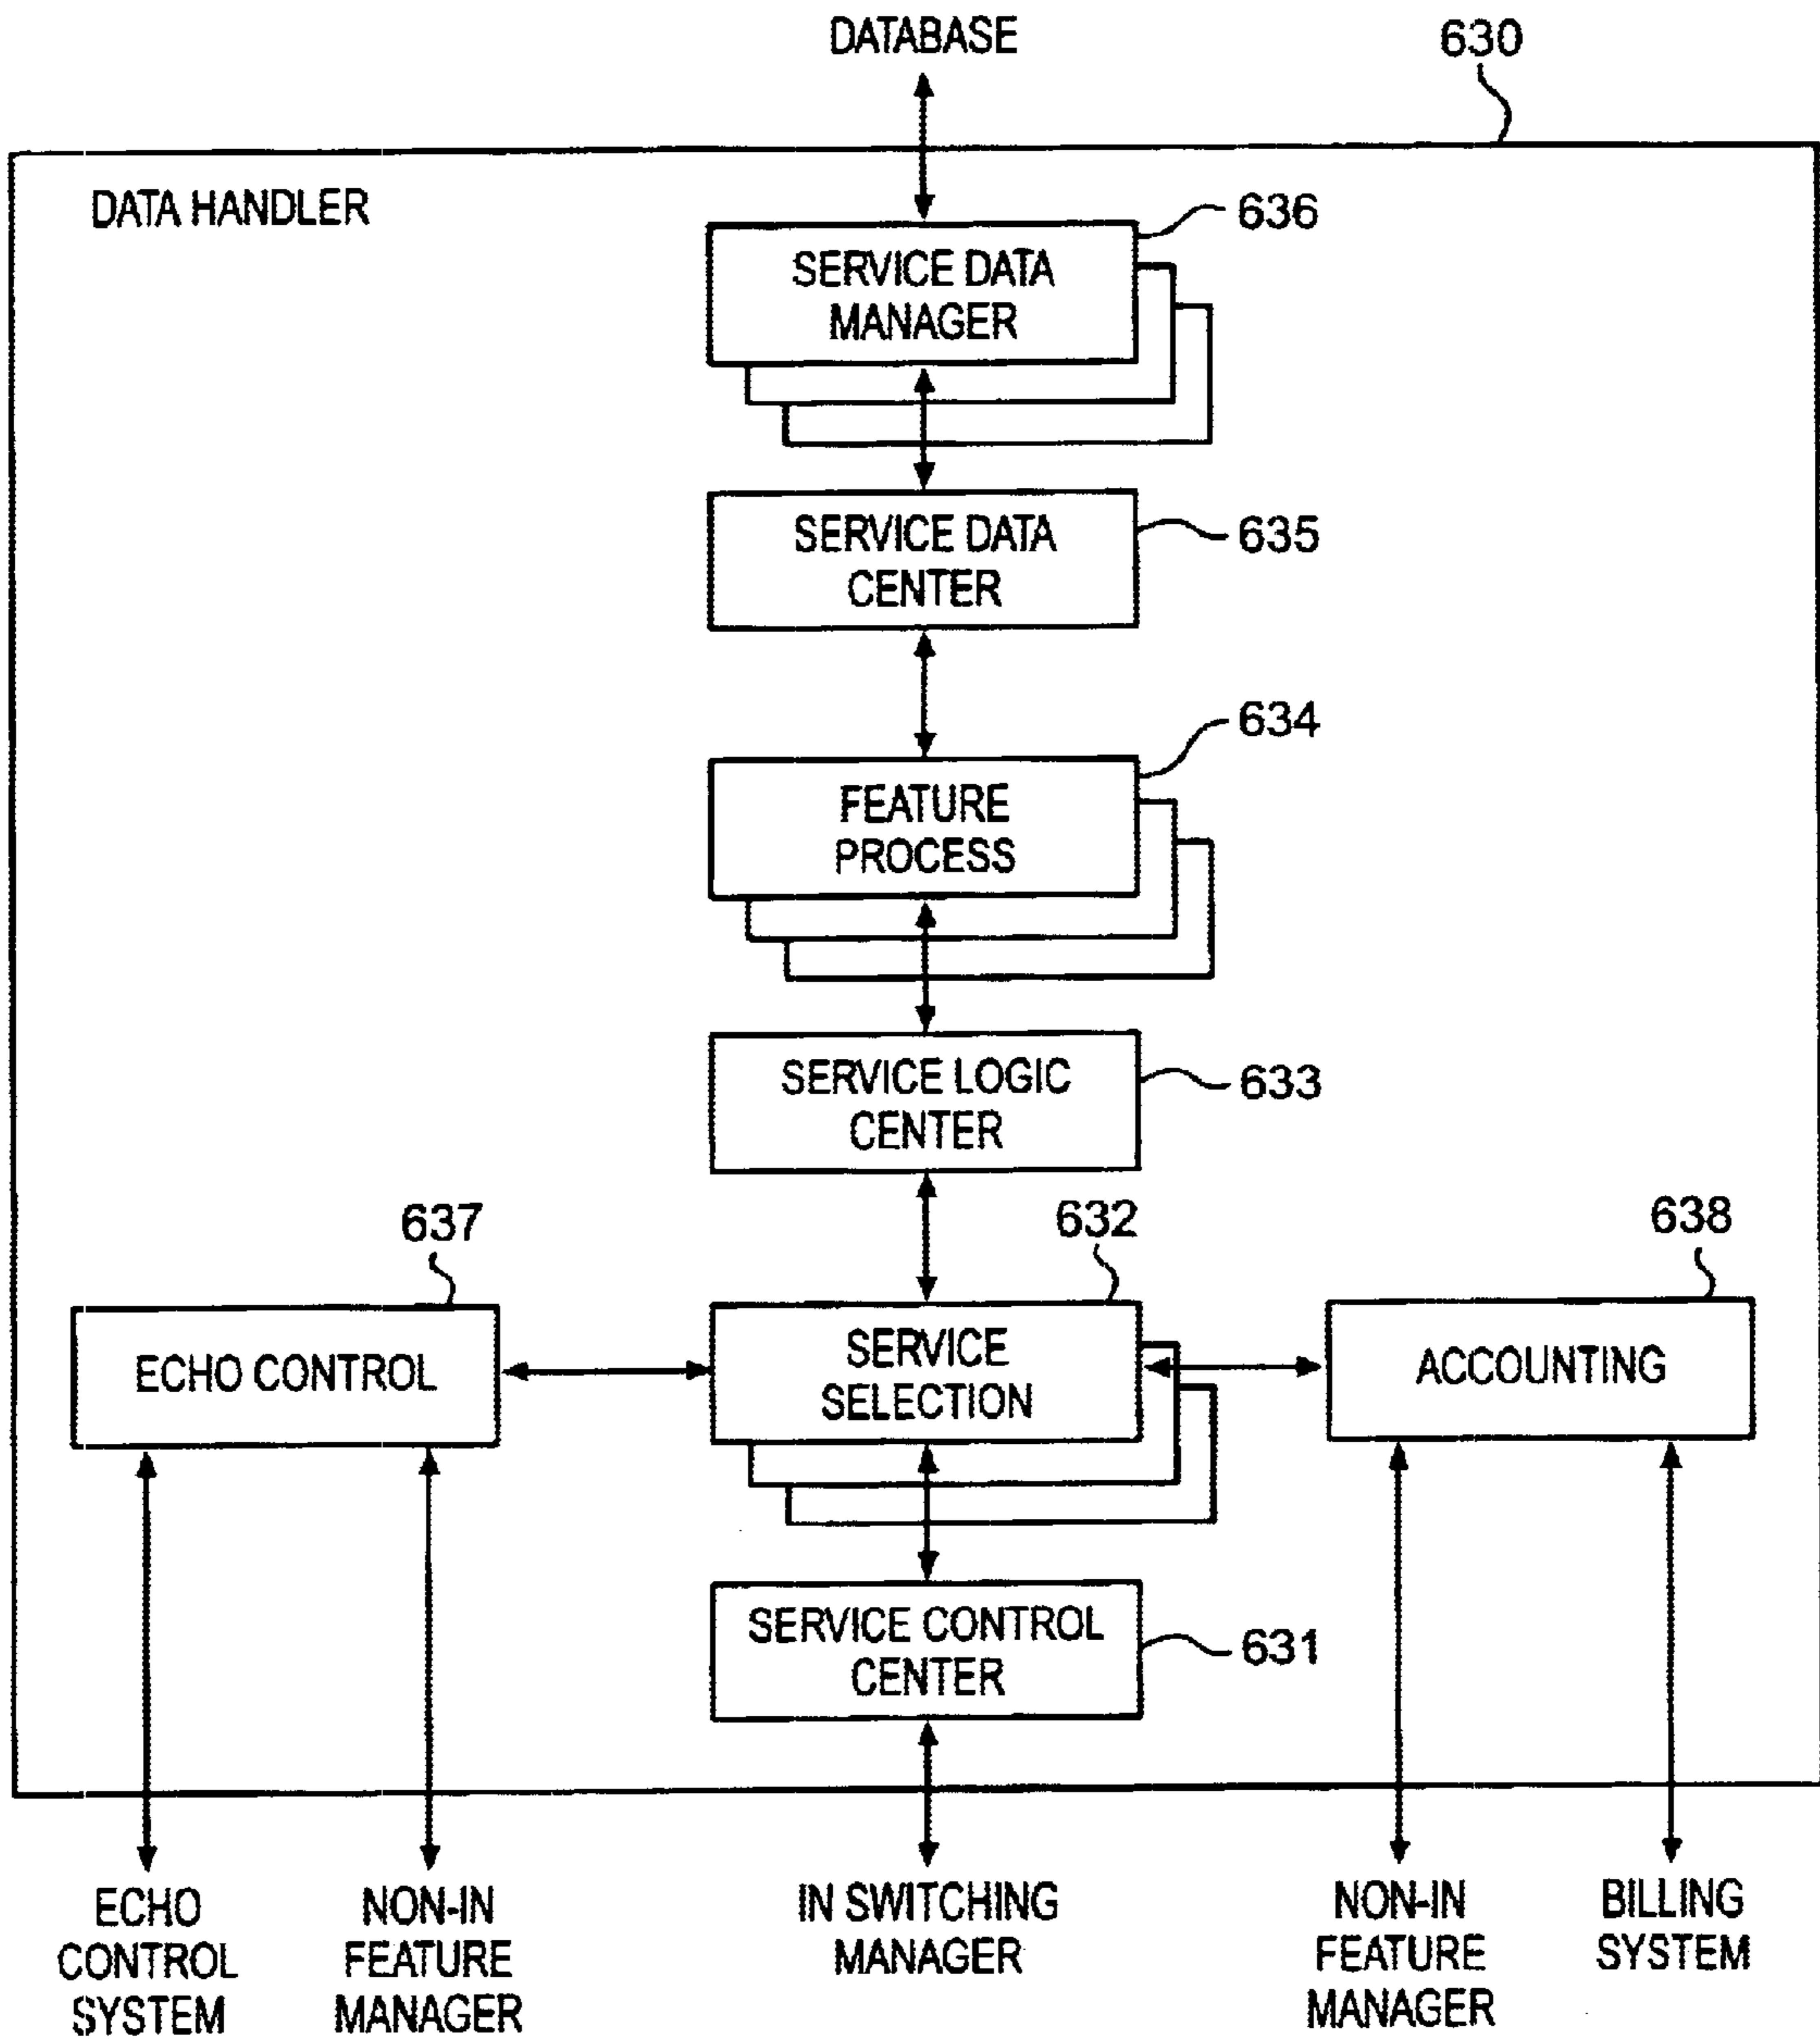 DATABASE
630
DATA HANDLER
636
SERVICE DATA
MANAGER
SERVICE DATA
CENTER
635
634
FEATURE
PROCESS
SERVICE LOGIC
CENTER
633
637
632
638
ECHO CONTROL
SERVICE
SELECTION
ACCOUNTING
SERVICE CONTROL
CENTER
631
ECHO
CONTROL
SYSTEM
NON-IN
FEATURE
MANAGER
IN SWITCHING
MANAGER
NON-IN
FEATURE
MANAGER
BILLING
SYSTEM